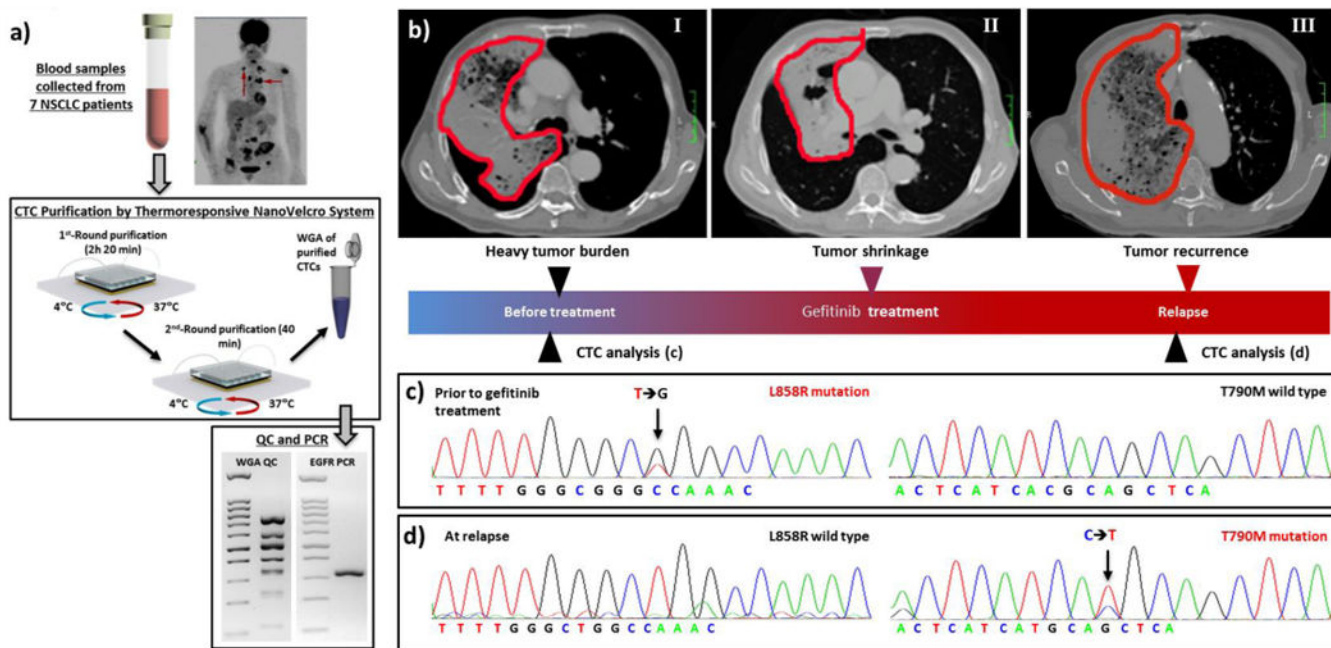 a)
Blood samples
collected from
7 NSCLC patients
CTC Purification by Thermoresponsive NanoVelcro System
1st-Round purification
(2h 20 min)
4°C
37°C
WGA of
purified
CTCs
2nd-Round purification (40
min)
4°C
37°C
QC and PCR
WGA QC
EGFR PCR
b)
I
L
II
L
R
III
L
Heavy tumor burden
Tumor shrinkage
Tumor recurrence
Before treatment
Gefitinib treatment
Relapse
CTC analysis (c)
CTC analysis (d)
c)
Prior to gefitinib
treatment
T→G
L858R mutation
T790M wild type
T T T T G G G C G G G C C A A A C
A C T C A T C A C G C A G C T C A
d)
At relapse
L858R wild type
C→T
T790M mutation
T T T T G G G C T G G C C A A A C
A C T C A T C A T G C A G C T C A